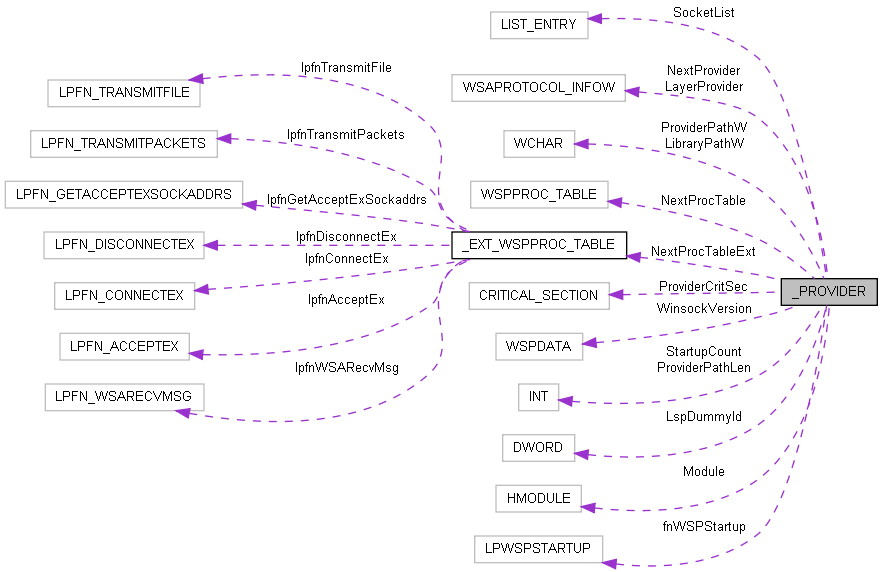 SocketList
LIST_ENTRY
lpfnTransmitFile
NextProvider
LayerProvider
LPFN_TRANSMITFILE
WSAPROTOCOL_INFOW
lpfnTransmitPackets
ProviderPathW
LibraryPathW
LPFN_TRANSMITPACKETS
WCHAR
LPFN_GETACCEPTEXSOCKADDRS
lpfnGetAcceptExSockaddrs
WSPPROC_TABLE
NextProcTable
lpfnDisconnectEx
LPFN_DISCONNECTEX
_EXT_WSPPROC_TABLE
NextProcTableExt
lpfnConnectEx
LPFN_CONNECTEX
CRITICAL_SECTION
ProviderCritSec
_PROVIDER
lpfnAcceptEx
WinsockVersion
LPFN_ACCEPTEX
WSPDATA
StartupCount
ProviderPathLen
lpfnWSARecvMsg
LPFN_WSARECVMSG
INT
LspDummyId
DWORD
Module
HMODULE
fnWSPStartup
LPWSPSTARTUP